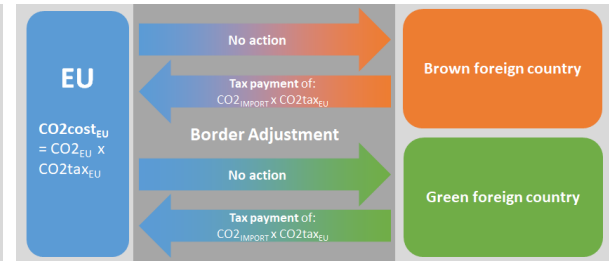 EU
CO2cost_EU
= CO2_EU x
CO2tax_EU
No action
Tax payment of:
CO2_IMPORT x CO2tax_EU
Border Adjustment
No action
Tax payment of:
CO2_IMPORT x CO2tax_EU
Brown foreign country
Green foreign country